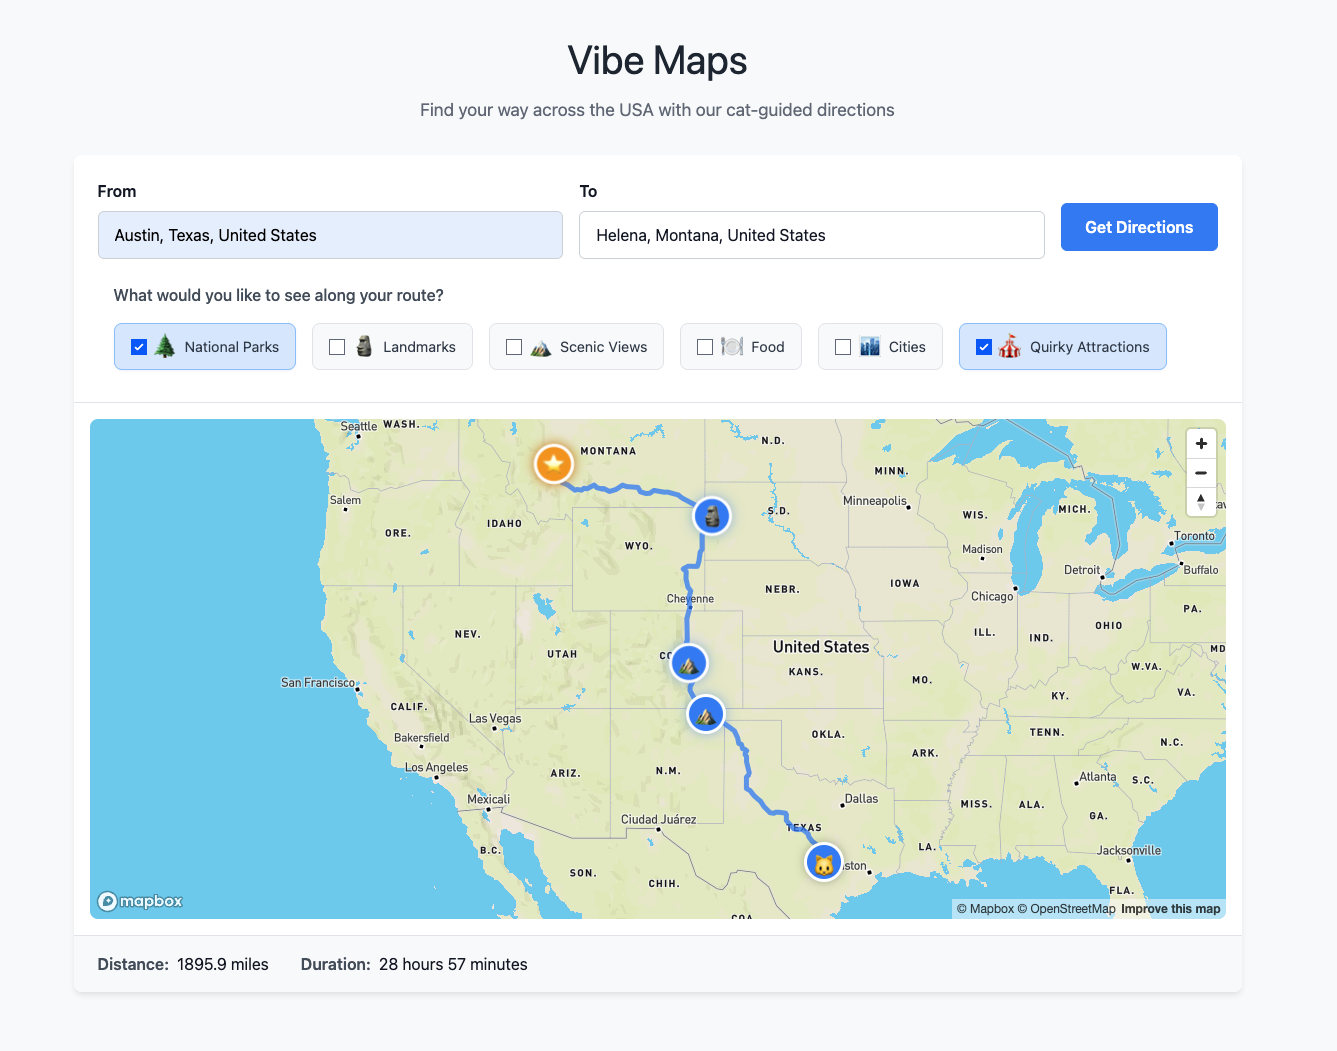 Vibe Maps
Find your way across the USA with our cat-guided directions
From
To
Austin, Texas, United States
Helena, Montana, United States
Get Directions
What would you like to see along your route?
National Parks
Landmarks
Scenic Views
Food
Cities
Quirky Attractions
Seattle
WASH.
MONTANA
N.D.
MINN.
Salem
Minneapolis
S.D.
WIS.
MICH.
IDAHO
ORE.
WYO.
Toronto
Madison
Detroit
Buffalo
NEBR.
IOWA
Chicago
Cheyenne
PA.
NEV.
UTAH
United States
ILL.
IND.
OHIO
MD
KANS.
MO.
W.VA.
San Francisco
KY.
VA.
CALIF.
Las Vegas
Bakersfield
OKLA.
TENN.
N.C.
ARK.
Los Angeles
ARIZ.
N.M.
Atlanta
S.C.
Mexicali
Dallas
MISS.
ALA.
GA.
Ciudad Juárez
TEXAS
B.C.
LA.
Jacksonville
ston
SON.
CHIH.
FLA.
mapbox
© Mapbox © OpenStreetMap Improve this map
Distance: 1895.9 miles
Duration: 28 hours 57 minutes